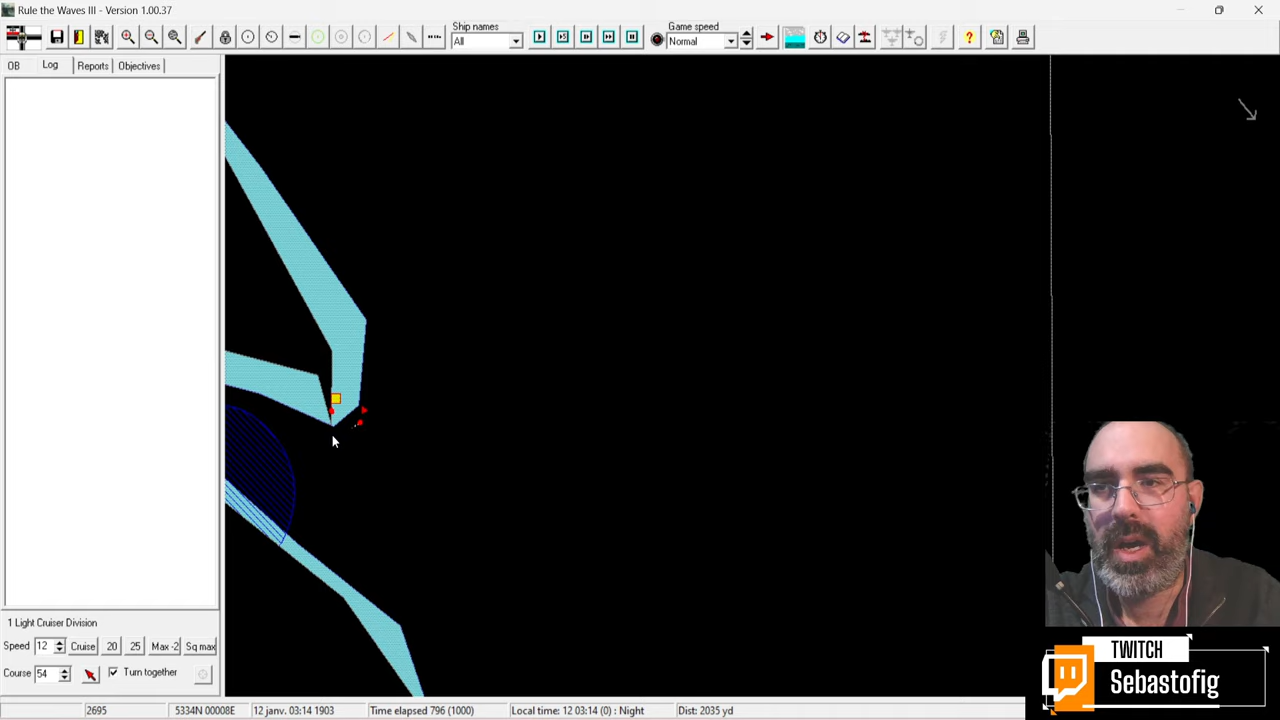 Rule the Waves III - Version 1.00.37
Ship names
All
Game speed
Normal
OB
Log
Reports
Objectives
1 Light Cruiser Division
Speed 12 Cruise 20 25 Max -2 Sq max
Course 54 Turn together
2695
5334N 00008E
12 janv. 03:14 1903
Time elapsed 796 (1000)
Local time: 12 03:14 (0) : Night
Dist: 2035 yd
TWITCH
Sebastofig